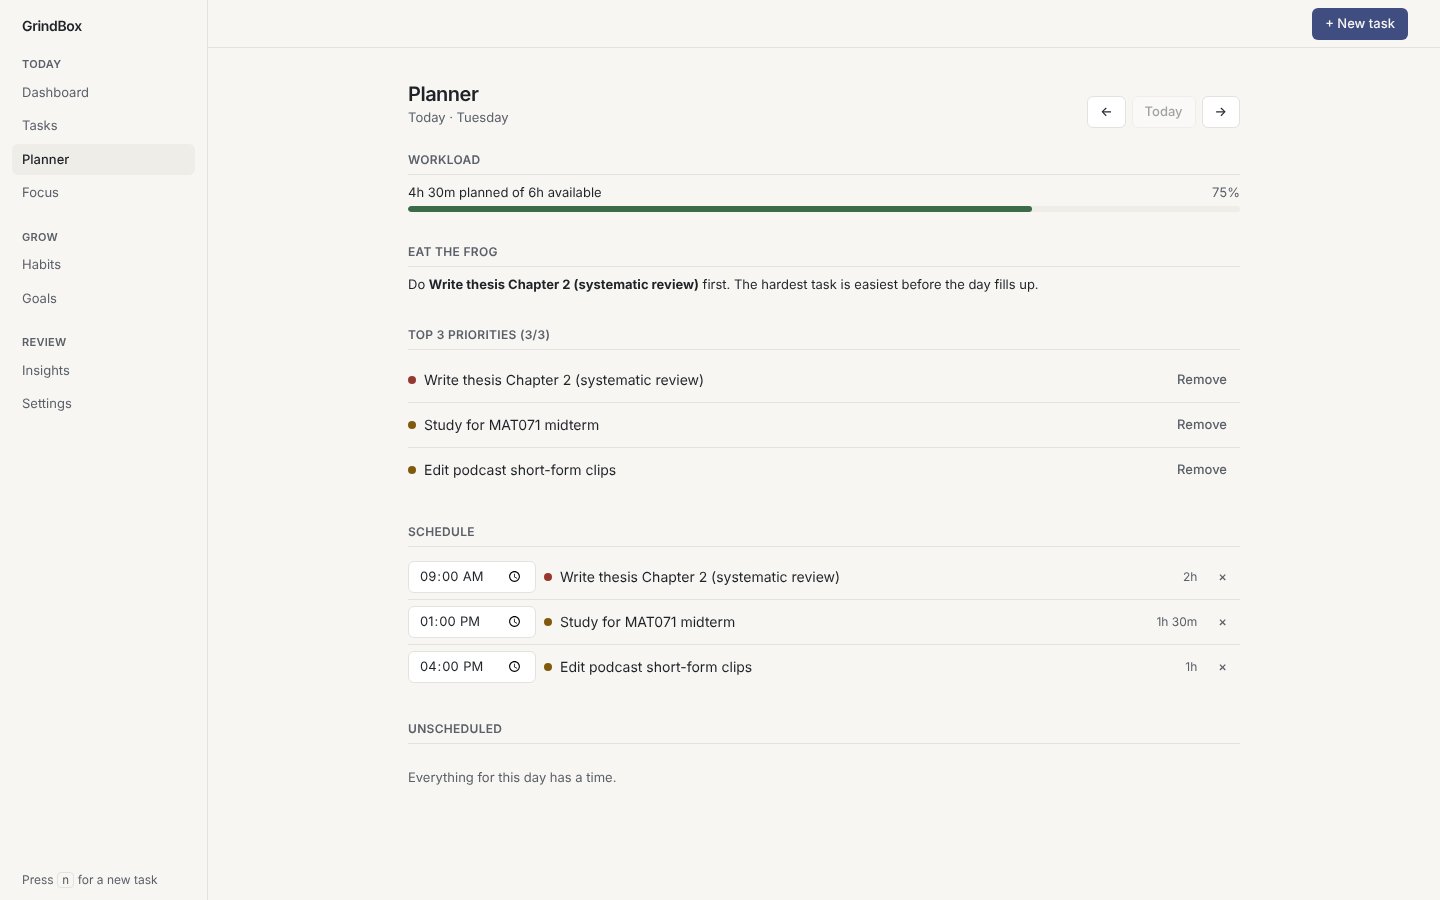 GrindBox
+ New task
TODAY
Dashboard
Tasks
Planner
Focus
GROW
Habits
Goals
REVIEW
Insights
Settings
Press n for a new task
Planner
Today · Tuesday
← Today →
WORKLOAD
4h 30m planned of 6h available 75%
EAT THE FROG
Do Write thesis Chapter 2 (systematic review) first. The hardest task is easiest before the day fills up.
TOP 3 PRIORITIES (3/3)
Write thesis Chapter 2 (systematic review) Remove
Study for MAT071 midterm Remove
Edit podcast short-form clips Remove
SCHEDULE
09:00 AM Write thesis Chapter 2 (systematic review) 2h ×
01:00 PM Study for MAT071 midterm 1h 30m ×
04:00 PM Edit podcast short-form clips 1h ×
UNSCHEDULED
Everything for this day has a time.